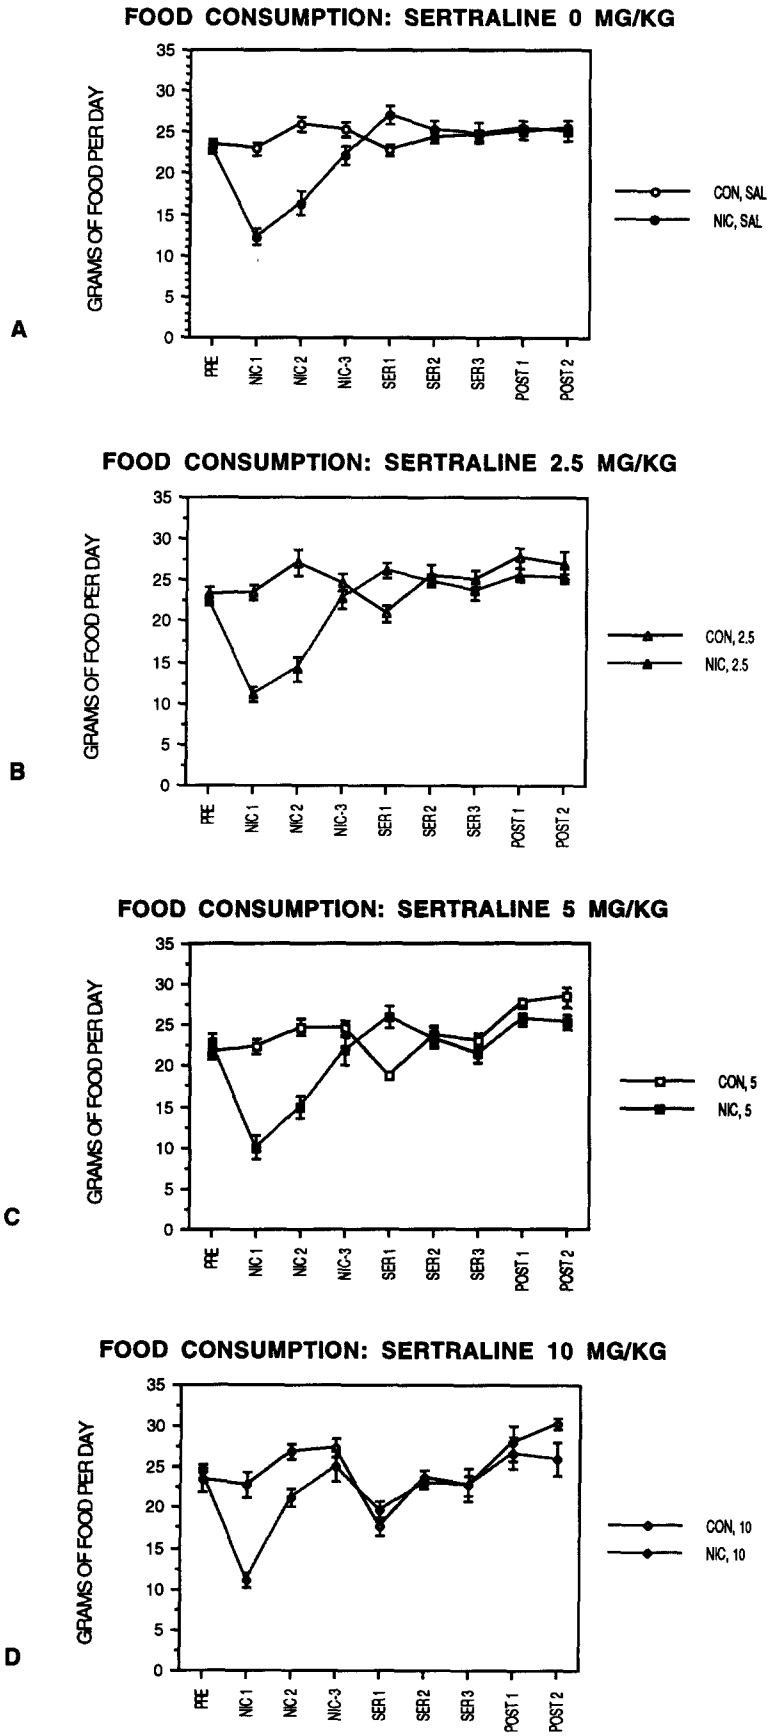 FOOD CONSUMPTION: SERTRALINE 0 MG/KG
GRAMS OF FOOD PER DAY
35
30
25
20
15
10
5
0
PRE NIC 1 NIC 2 NIC-3 SER 1 SER 2 SER 3 POST 1 POST 2
CON, SAL
NIC, SAL
A
FOOD CONSUMPTION: SERTRALINE 2.5 MG/KG
GRAMS OF FOOD PER DAY
35
30
25
20
15
10
5
0
PRE NIC 1 NIC 2 NIC-3 SER 1 SER 2 SER 3 POST 1 POST 2
CON, 2.5
NIC, 2.5
B
FOOD CONSUMPTION: SERTRALINE 5 MG/KG
GRAMS OF FOOD PER DAY
35
30
25
20
15
10
5
0
PRE NIC 1 NIC 2 NIC-3 SER 1 SER 2 SER 3 POST 1 POST 2
CON, 5
NIC, 5
C
FOOD CONSUMPTION: SERTRALINE 10 MG/KG
GRAMS OF FOOD PER DAY
35
30
25
20
15
10
5
0
PRE NIC 1 NIC 2 NIC-3 SER 1 SER 2 SER 3 POST 1 POST 2
CON, 10
NIC, 10
D